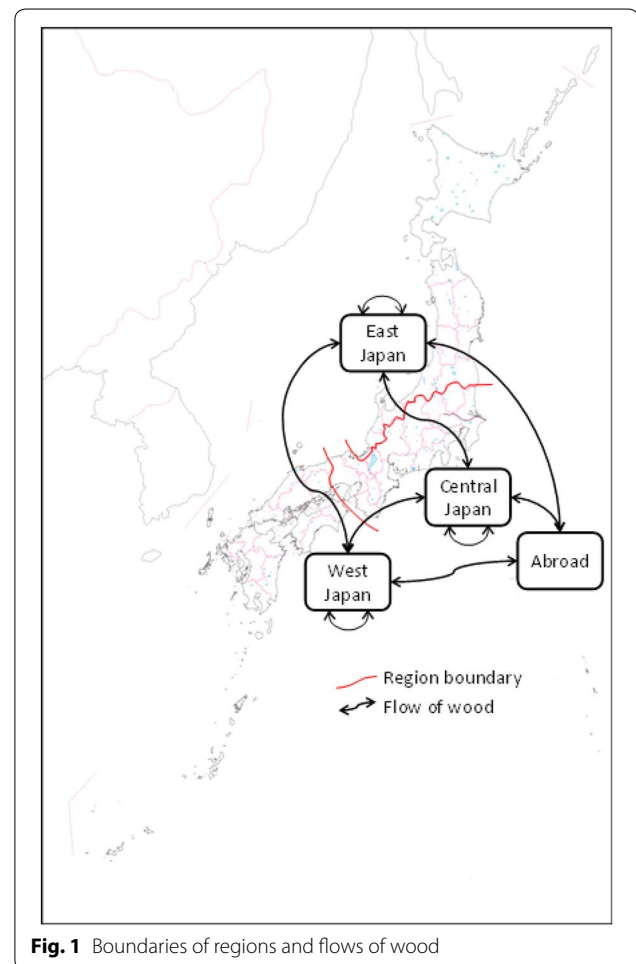 East
Japan
Central
Japan
Abroad
West
Japan
Region boundary
Flow of wood
Fig. 1 Boundaries of regions and flows of wood